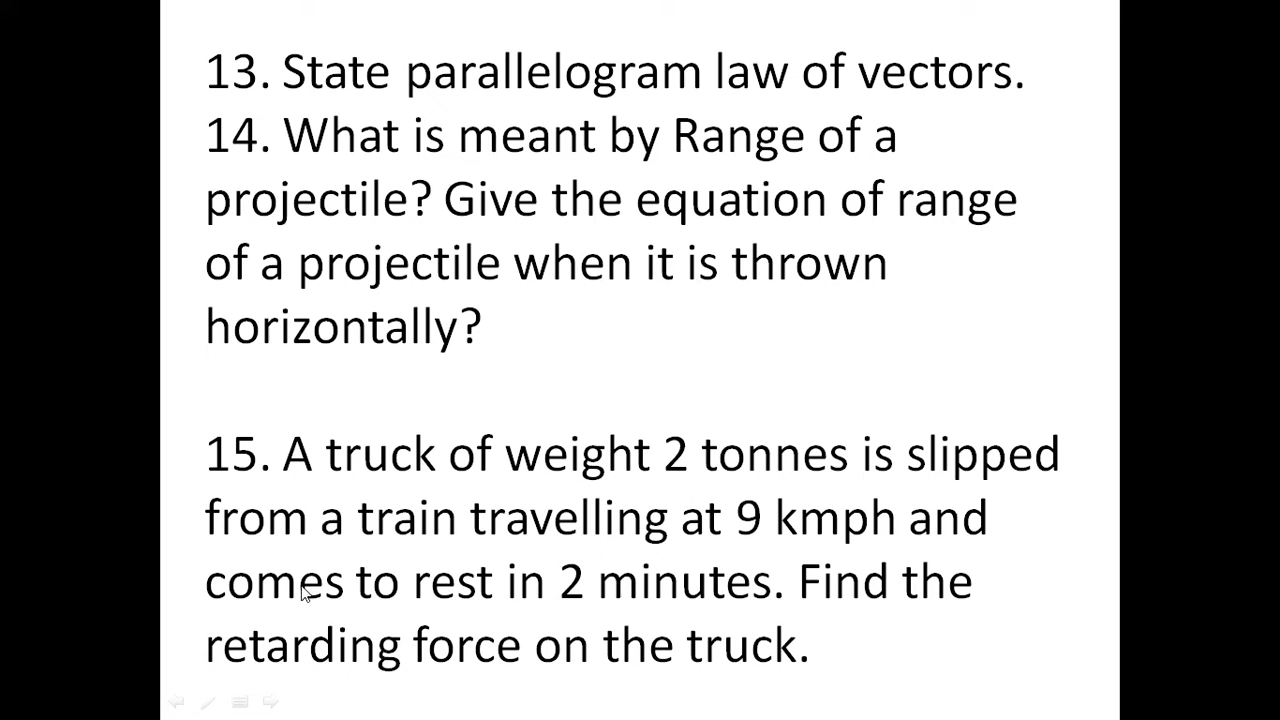 13. State parallelogram law of vectors.
14. What is meant by Range of a
projectile? Give the equation of range
of a projectile when it is thrown
horizontally?
15. A truck of weight 2 tonnes is slipped
from a train travelling at 9 kmph and
comes to rest in 2 minutes. Find the
retarding force on the truck.